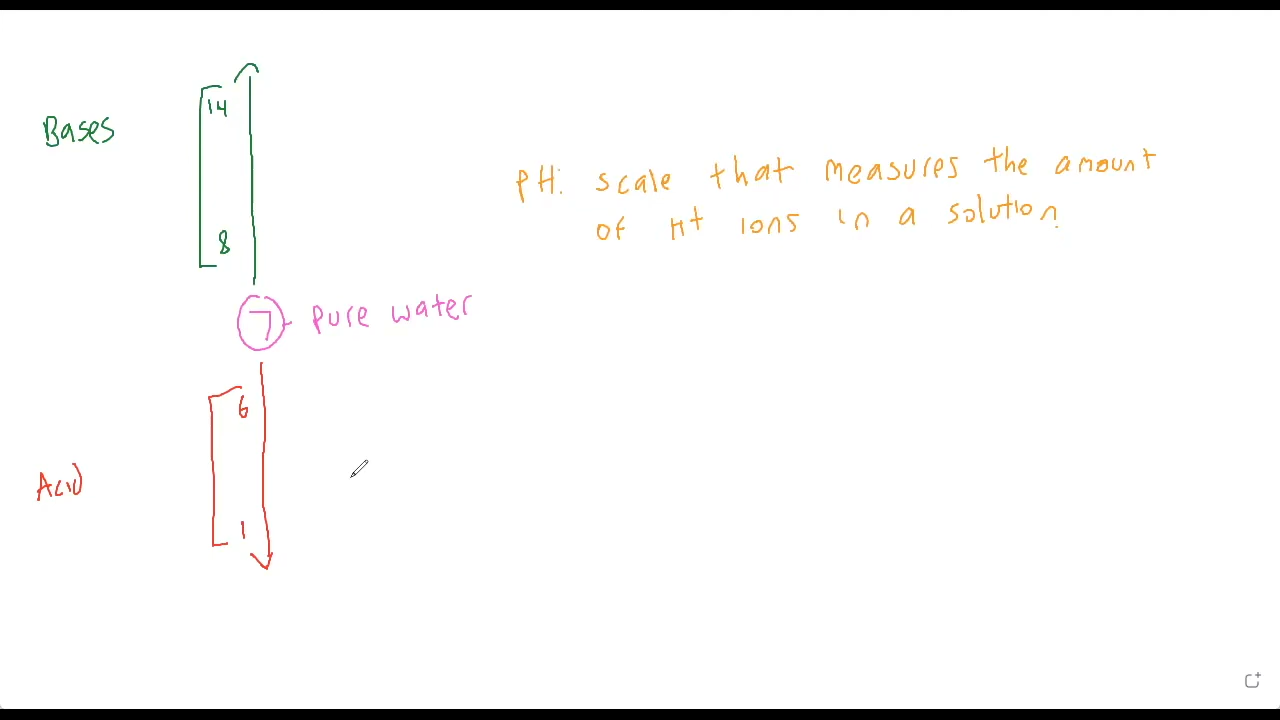 14
Bases
PH: scale that measures the amount
of H+ ions in a solution.
8
7 - Pure water
6
Acid
1